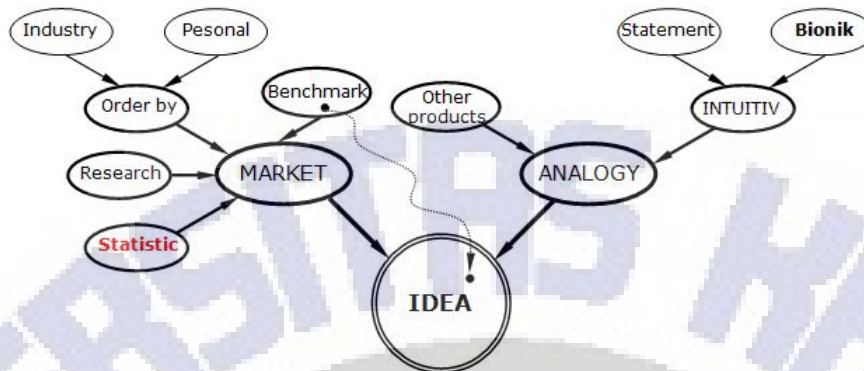 Industry
Pesonal
Statement
Bionik
Order by
Benchmark
Other
products
INTUITIV
Research
MARKET
ANALOGY
Statistic
IDEA